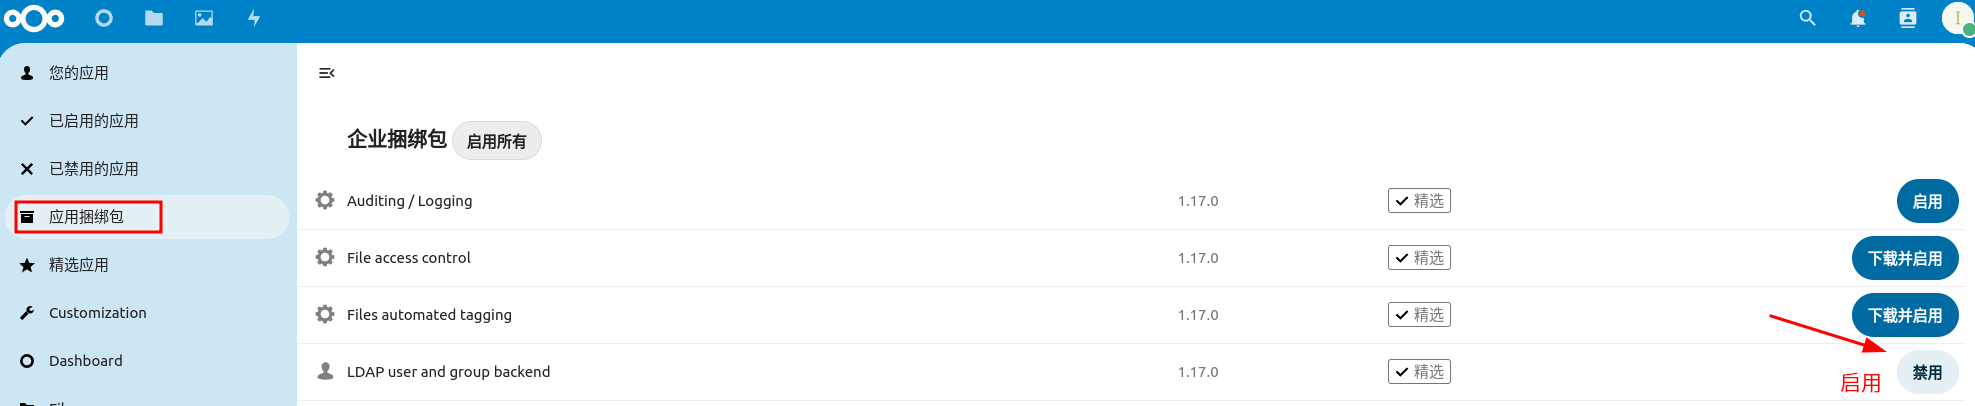 I
您的应用
已启用的应用
已禁用的应用
应用捆绑包
精选应用
Customization
Dashboard
企业捆绑包 启用所有
Auditing / Logging 1.17.0 精选 启用
File access control 1.17.0 精选 下载并启用
Files automated tagging 1.17.0 精选 下载并启用
LDAP user and group backend 1.17.0 精选 禁用
启用